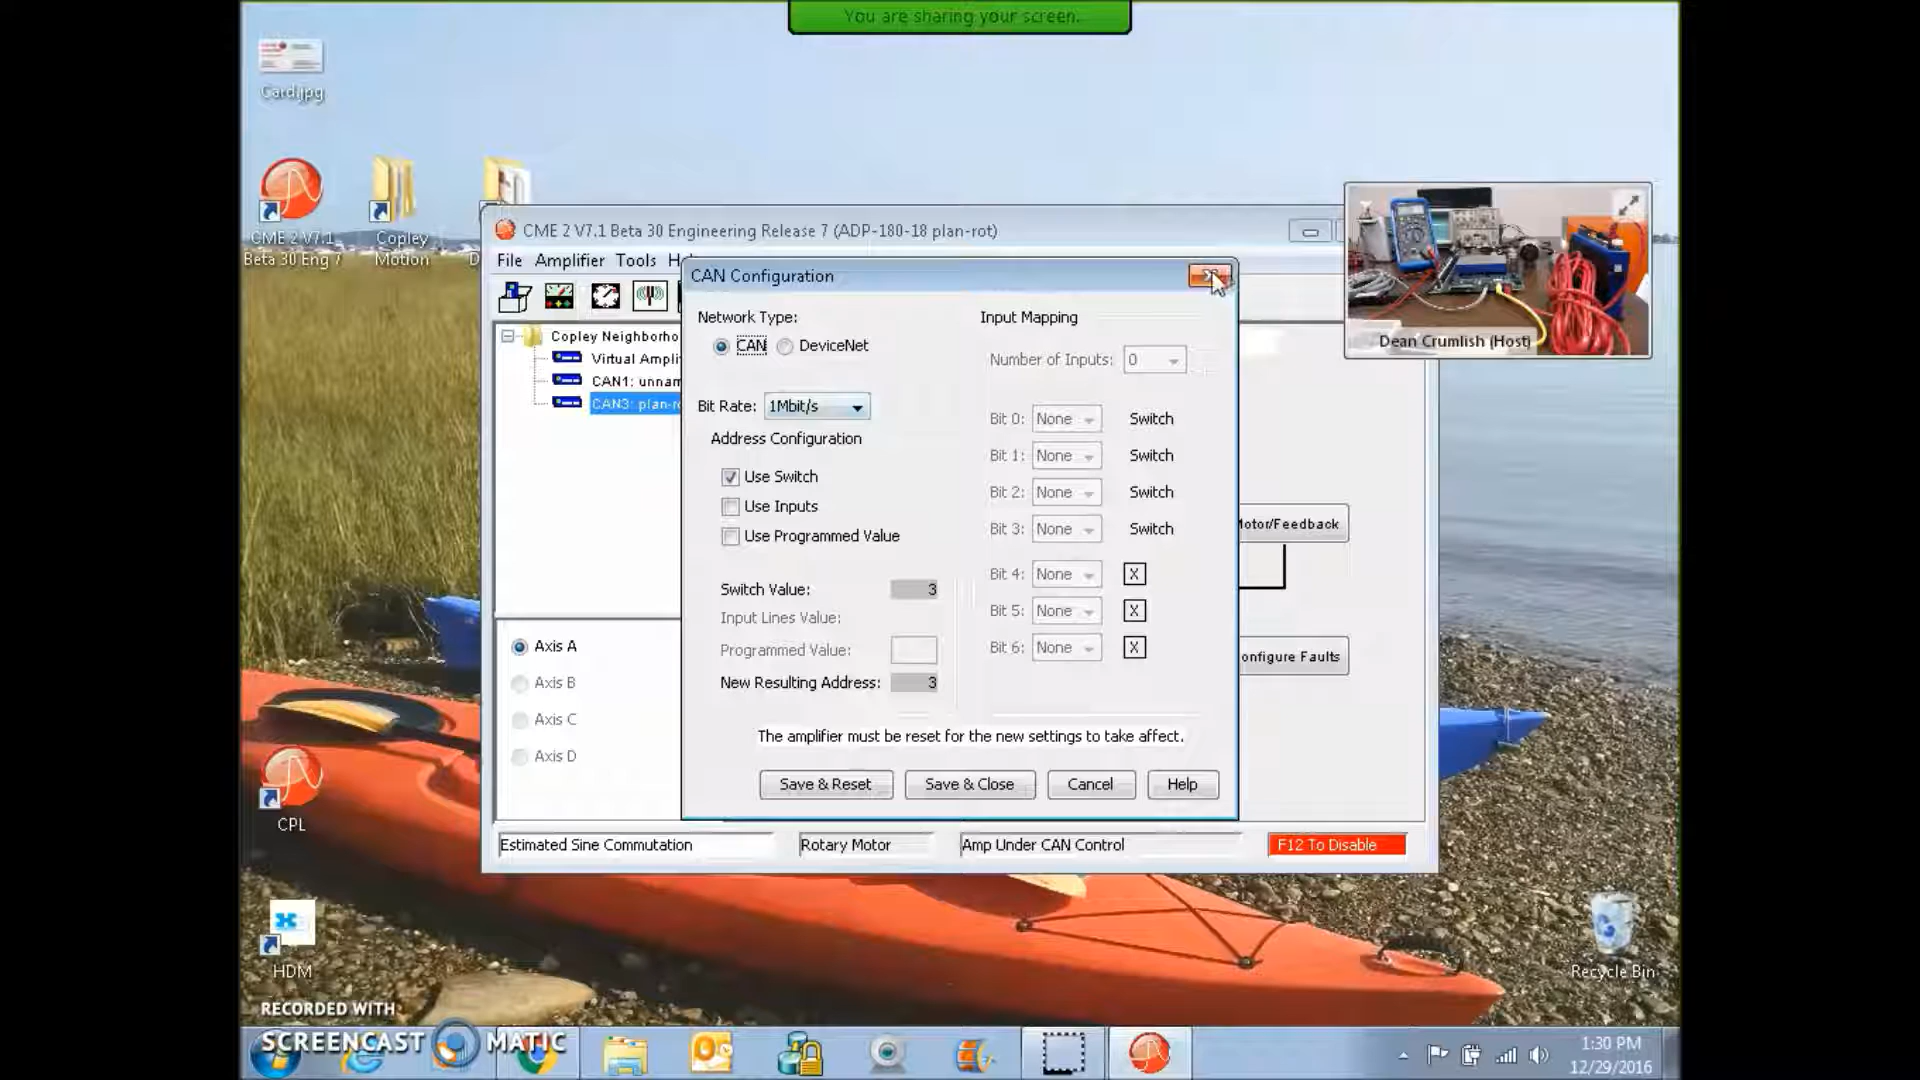 You are sharing your screen.
Card.jpg
CME 2 V7.1
Beta 30 Eng 7
Copley
Motion
D
CME 2 V7.1 Beta 30 Engineering Release 7 (ADP-180-18 plan-rot)
File Amplifier Tools He
CAN Configuration
Copley Neighborho
Virtual Ampli
CAN1: unnam
CAN3: plan-ro
Network Type:
CAN DeviceNet
Bit Rate: 1Mbit/s
Address Configuration
Use Switch
Use Inputs
Use Programmed Value
Switch Value: 3
Input Lines Value:
Programmed Value:
New Resulting Address: 3
Input Mapping
Number of Inputs: 0
Bit 0: None Switch
Bit 1: None Switch
Bit 2: None Switch
Bit 3: None Switch
Bit 4: None X
Bit 5: None X
Bit 6: None X
The amplifier must be reset for the new settings to take affect.
Save & Reset Save & Close Cancel Help
Motor/Feedback
onfigure Faults
Axis A
Axis B
Axis C
Axis D
Estimated Sine Commutation Rotary Motor Amp Under CAN Control F12 To Disable
Dean Crumlish (Host)
CPL
HDM
Recycle Bin
RECORDED WITH
SCREENCAST MATIC
1:30 PM
12/29/2016